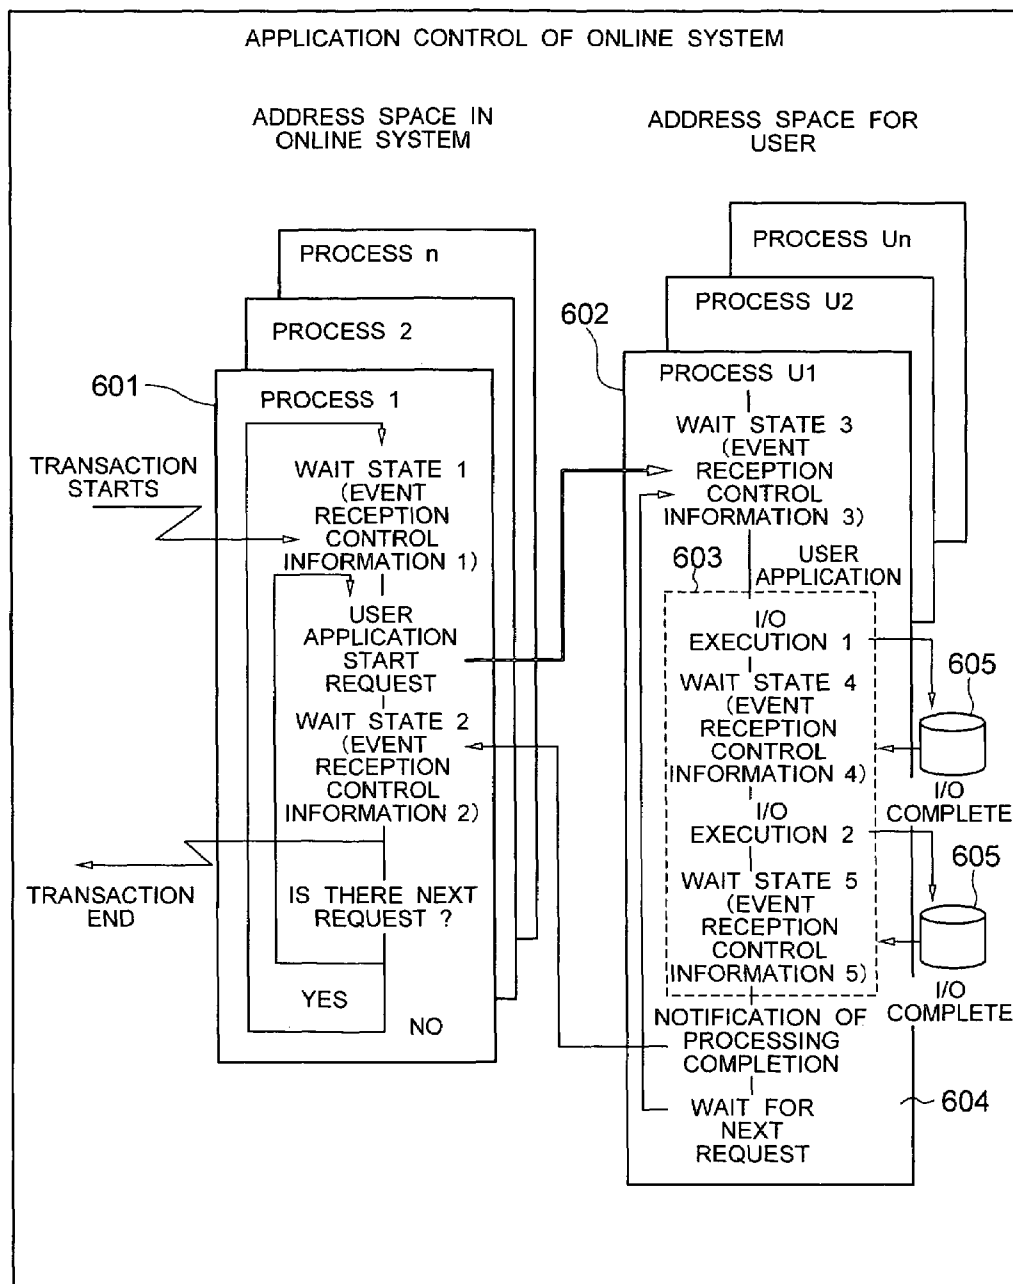 APPLICATION CONTROL OF ONLINE SYSTEM
ADDRESS SPACE IN
ONLINE SYSTEM
ADDRESS SPACE FOR
USER
PROCESS n
PROCESS 2
601
PROCESS 1
TRANSACTION
STARTS
WAIT STATE 1
(EVENT
RECEPTION
CONTROL
INFORMATION 1)
USER
APPLICATION
START
REQUEST
WAIT STATE 2
(EVENT
RECEPTION
CONTROL
INFORMATION 2)
TRANSACTION
END
IS THERE NEXT
REQUEST ?
YES
NO
PROCESS Un
PROCESS U2
602
PROCESS U1
WAIT STATE 3
(EVENT
RECEPTION
CONTROL
INFORMATION 3)
603
USER
APPLICATION
I/O
EXECUTION 1
WAIT STATE 4
(EVENT
RECEPTION
CONTROL
INFORMATION 4)
605
I/O
COMPLETE
I/O
EXECUTION 2
WAIT STATE 5
(EVENT
RECEPTION
CONTROL
INFORMATION 5)
605
I/O
COMPLETE
NOTIFICATION OF
PROCESSING
COMPLETION
WAIT FOR
NEXT
REQUEST
604